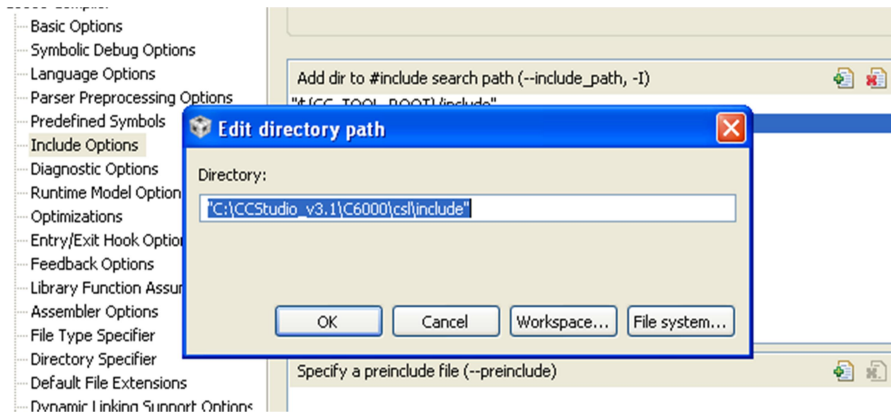 Basic Options
Symbolic Debug Options
Language Options
Parser Preprocessing Options
Predefined Symbols
Include Options
Diagnostic Options
Runtime Model Option
Optimizations
Entry/Exit Hook Option
Feedback Options
Library Function Assum
Assembler Options
File Type Specifier
Directory Specifier
Default File Extensions
Dynamic Linking Support Options
Add dir to #include search path (--include_path, -I)
"${CG_TOOL_ROOT}/include"
Edit directory path
Directory:
"C:\CCStudio_v3.1\C6000\csl\include"
OK
Cancel
Workspace...
File system...
Specify a preinclude file (--preinclude)